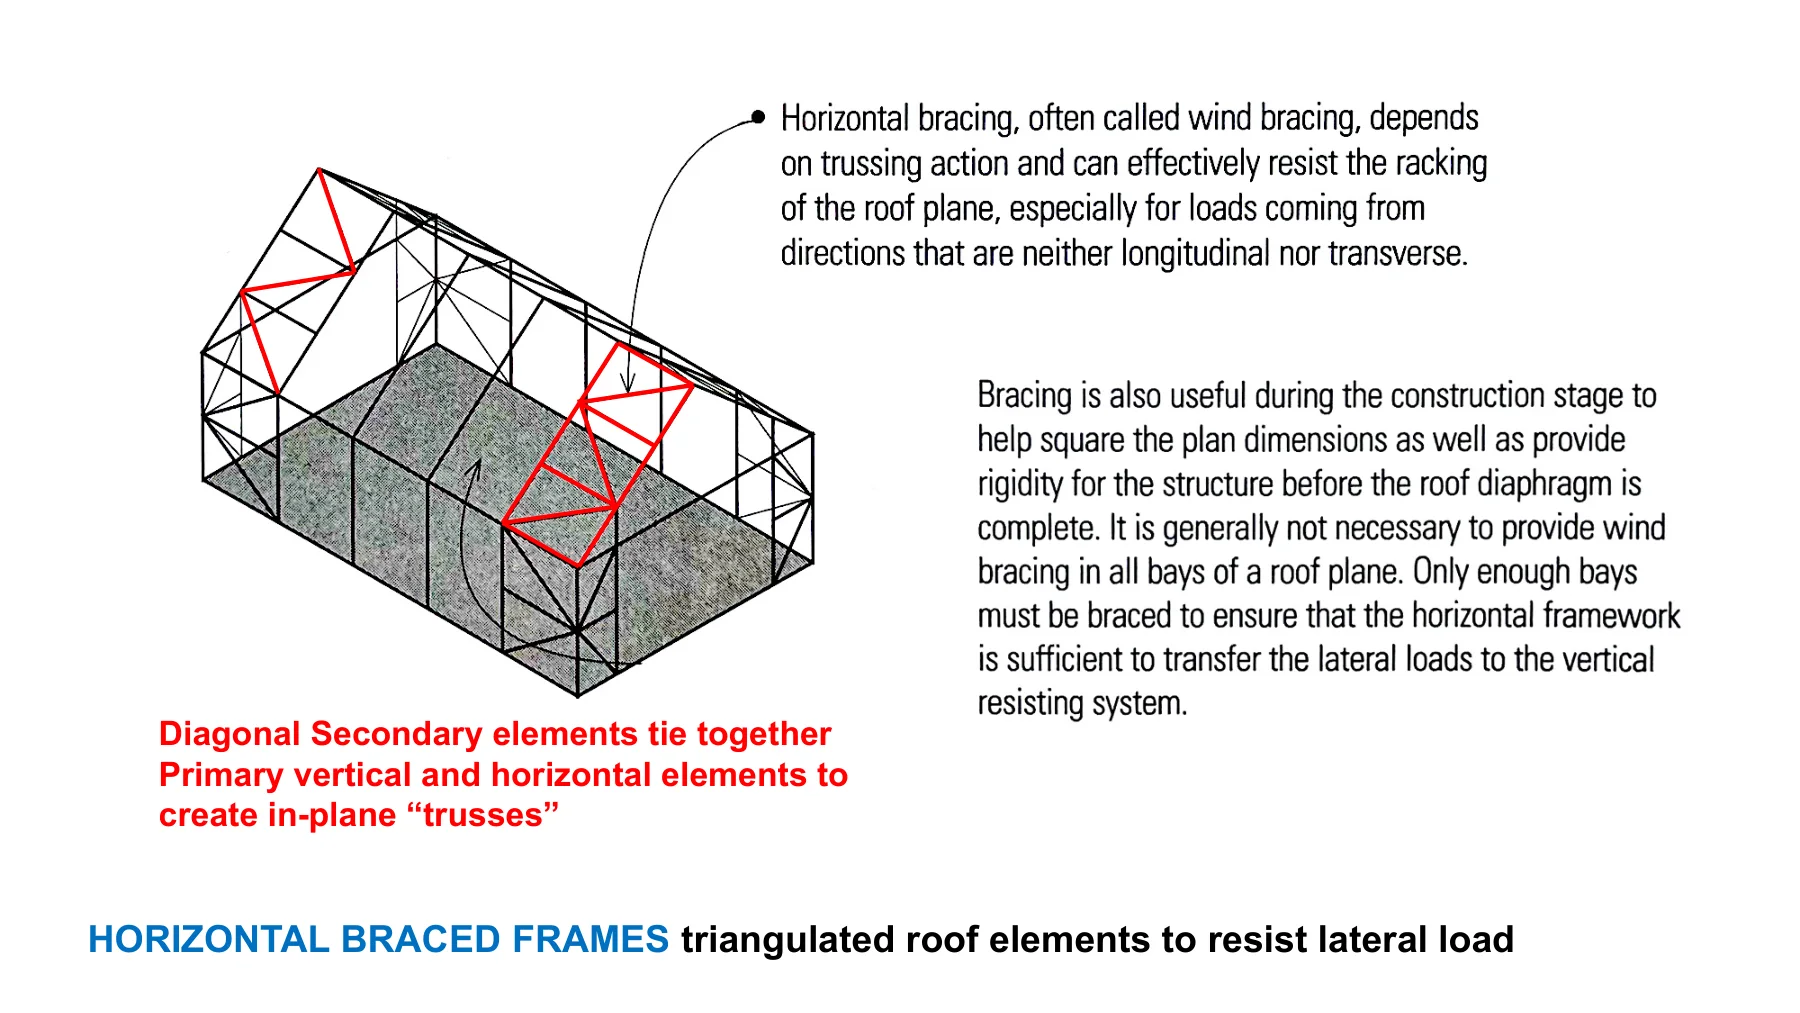 Horizontal bracing, often called wind bracing, depends
on trussing action and can effectively resist the racking
of the roof plane, especially for loads coming from
directions that are neither longitudinal nor transverse.
Bracing is also useful during the construction stage to
help square the plan dimensions as well as provide
rigidity for the structure before the roof diaphragm is
complete. It is generally not necessary to provide wind
bracing in all bays of a roof plane. Only enough bays
must be braced to ensure that the horizontal framework
is sufficient to transfer the lateral loads to the vertical
resisting system.
Diagonal Secondary elements tie together
Primary vertical and horizontal elements to
create in-plane “trusses”
HORIZONTAL BRACED FRAMES triangulated roof elements to resist lateral load